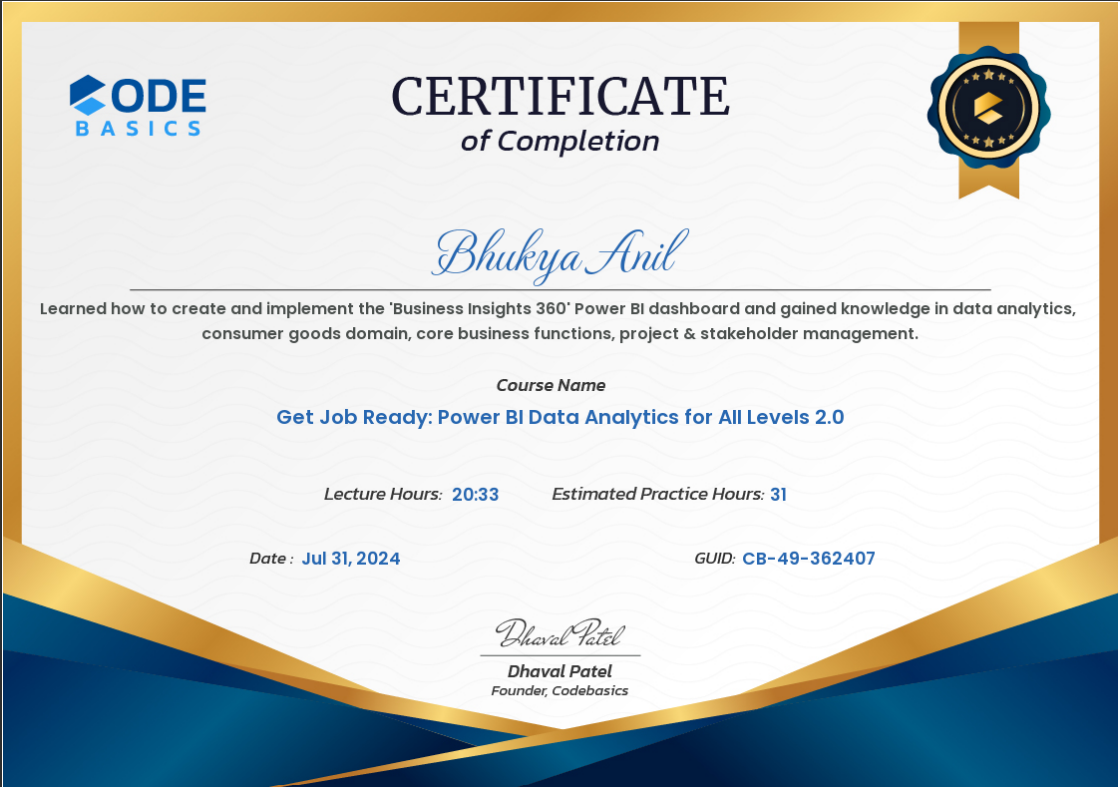 CODE
BASICS
CERTIFICATE
of Completion
Bhukya Anil
Learned how to create and implement the 'Business Insights 360' Power BI dashboard and gained knowledge in data analytics,
consumer goods domain, core business functions, project & stakeholder management.
Course Name
Get Job Ready: Power BI Data Analytics for All Levels 2.0
Lecture Hours: 20:33 Estimated Practice Hours: 31
Date : Jul 31, 2024 GUID: CB-49-362407
Dhaval Patel
Dhaval Patel
Founder, Codebasics